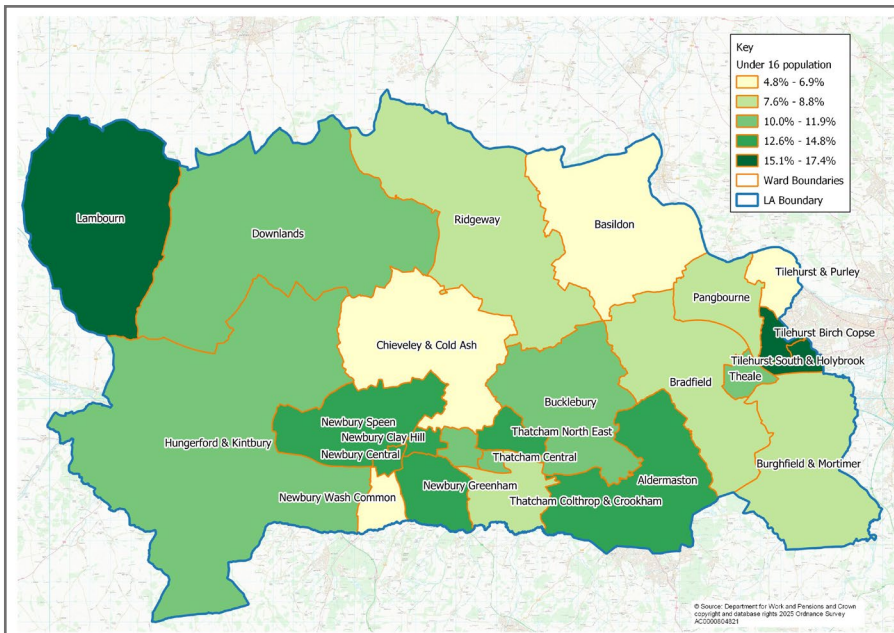 Key
Under 16 population
4.8% - 6.9%
7.6% - 8.8%
10.0% - 11.9%
12.6% - 14.8%
15.1% - 17.4%
Ward Boundaries
LA Boundary
Lambourn
Downlands
Ridgeway
Basildon
Tilehurst & Purley
Pangbourne
Tilehurst Birch Copse
Chieveley & Cold Ash
Tilehurst South & Holybrook
Theale
Bradfield
Bucklebury
Newbury Speen
Hungerford & Kintbury
Newbury Clay Hill
Thatcham North East
Newbury Central
Thatcham Central
Burghfield & Mortimer
Aldermaston
Newbury Greenham
Newbury Wash Common
Thatcham Colthrop & Crookham
© Source: Department for Work and Pensions and Crown
copyright and database rights 2025 Ordnance Survey
AC0000804821